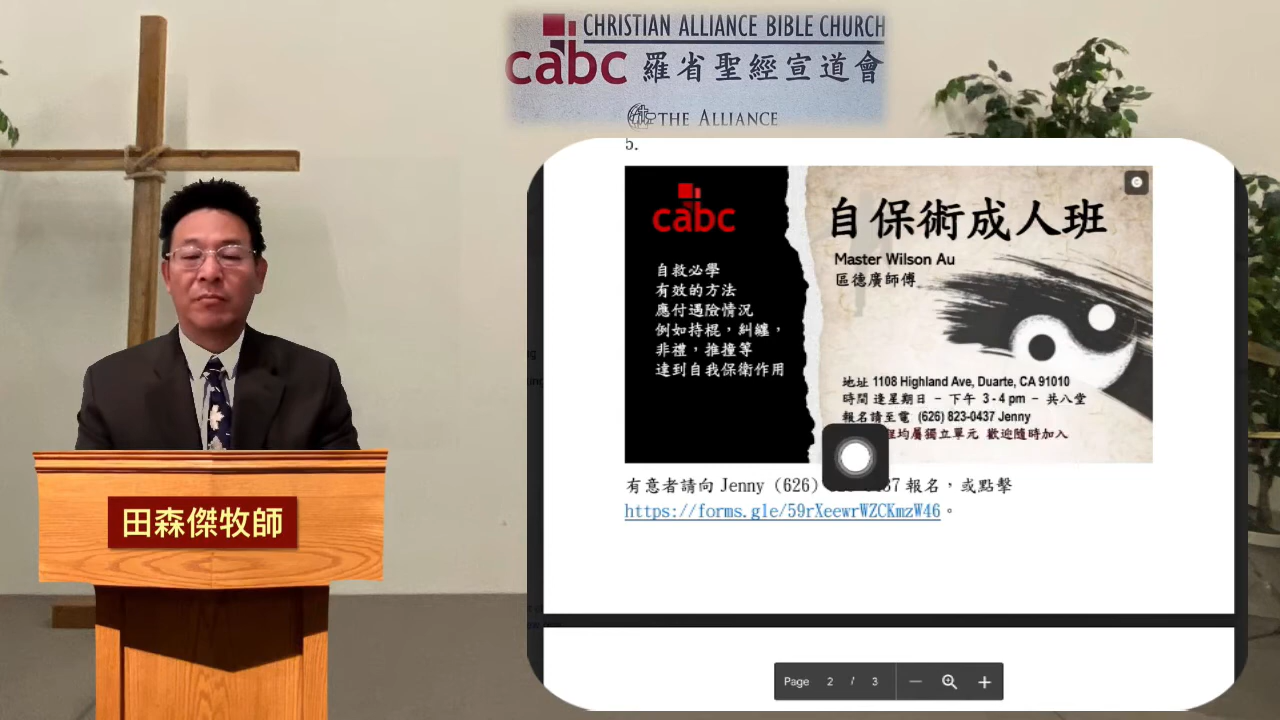 CHRISTIAN ALLIANCE BIBLE CHURCH
cabc 羅省聖經宣道會
THE ALLIANCE
5.
cabc
自救必學
有效的方法
應付遇險情況
例如持棍，糾纏，
非禮，推撞等
達到自我保衛作用
自保術成人班
Master Wilson Au
區德廣師傅
地址 1108 Highland Ave, Duarte, CA 91010
時間 逢星期日 - 下午 3 - 4 pm - 共八堂
報名請至電 (626) 823-0437 Jenny
均屬獨立單元 歡迎隨時加入
有意者請向 Jenny (626) 37 報名，或點擊
https://forms.gle/59rXeewrWZCKmzW46。
田森傑牧師
Page 2 / 3